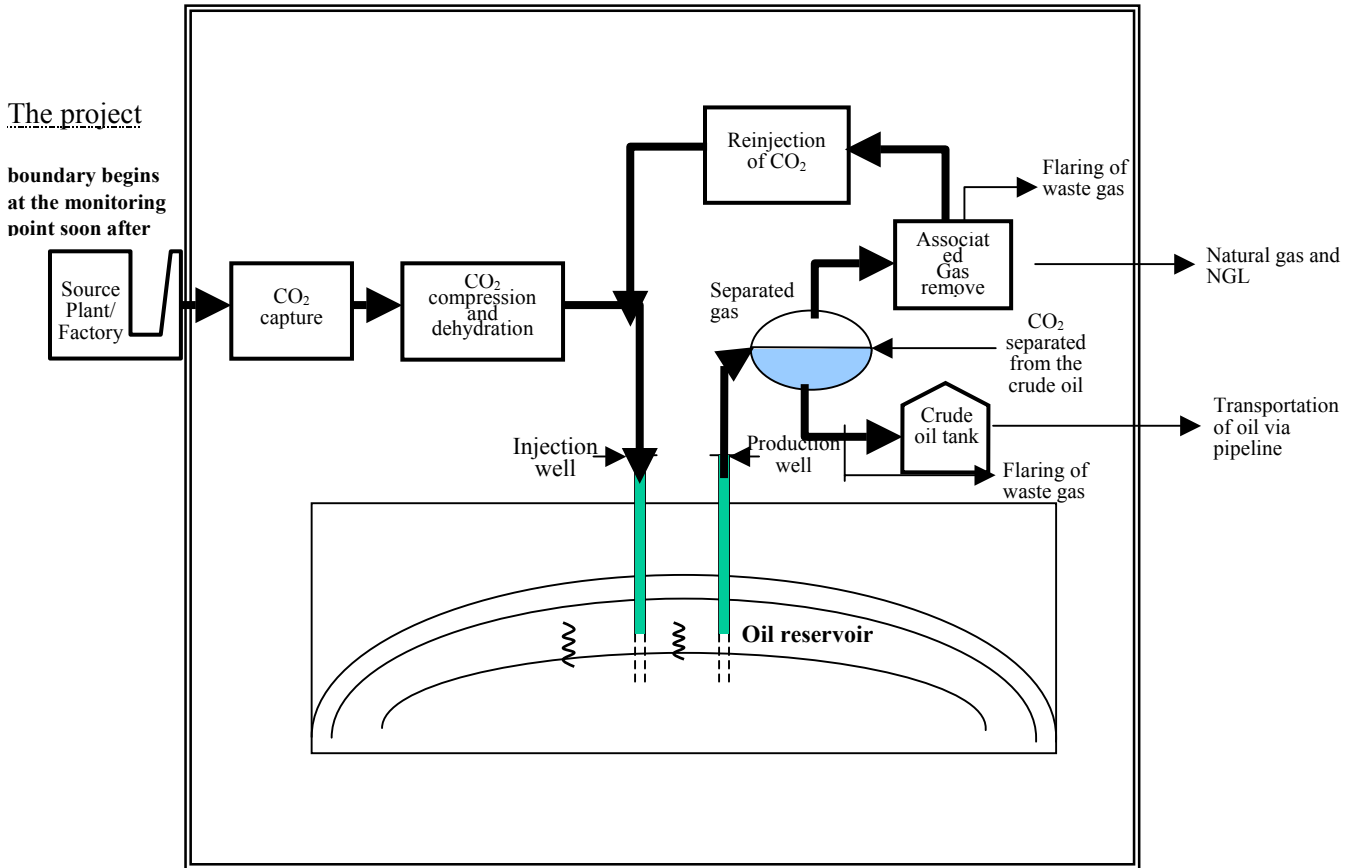 The project
boundary begins
at the monitoring
point soon after
Source
Plant/
Factory
CO₂
capture
CO₂
compression
and
dehydration
Reinjection
of CO₂
Flaring of
waste gas
Associat
ed
Gas
remove
Natural gas and
NGL
Separated
gas
CO₂
separated
from the
crude oil
Crude
oil tank
Transportation
of oil via
pipeline
Injection
well
Production
well
Flaring of
waste gas
Oil reservoir